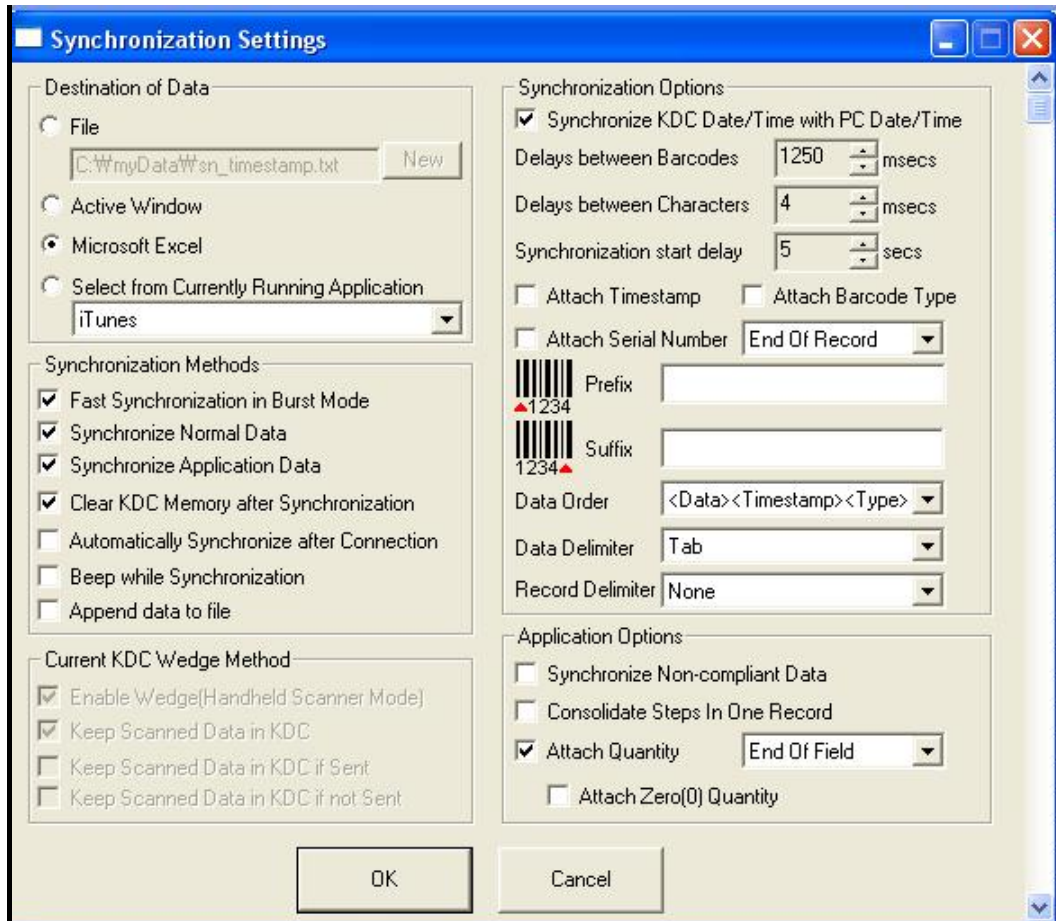 Synchronization Settings
Destination of Data
File
C:₩myData₩sn_timestamp.txt
New
Active Window
Microsoft Excel
Select from Currently Running Application
iTunes
Synchronization Methods
Fast Synchronization in Burst Mode
Synchronize Normal Data
Synchronize Application Data
Clear KDC Memory after Synchronization
Automatically Synchronize after Connection
Beep while Synchronization
Append data to file
Current KDC Wedge Method
Enable Wedge(Handheld Scanner Mode)
Keep Scanned Data in KDC
Keep Scanned Data in KDC if Sent
Keep Scanned Data in KDC if not Sent
Synchronization Options
Synchronize KDC Date/Time with PC Date/Time
Delays between Barcodes 1250 msecs
Delays between Characters 4 msecs
Synchronization start delay 5 secs
Attach Timestamp Attach Barcode Type
Attach Serial Number End Of Record
Prefix
1234
Suffix
1234
Data Order <Data><Timestamp><Type>
Data Delimiter Tab
Record Delimiter None
Application Options
Synchronize Non-compliant Data
Consolidate Steps In One Record
Attach Quantity End Of Field
Attach Zero(0) Quantity
OK Cancel